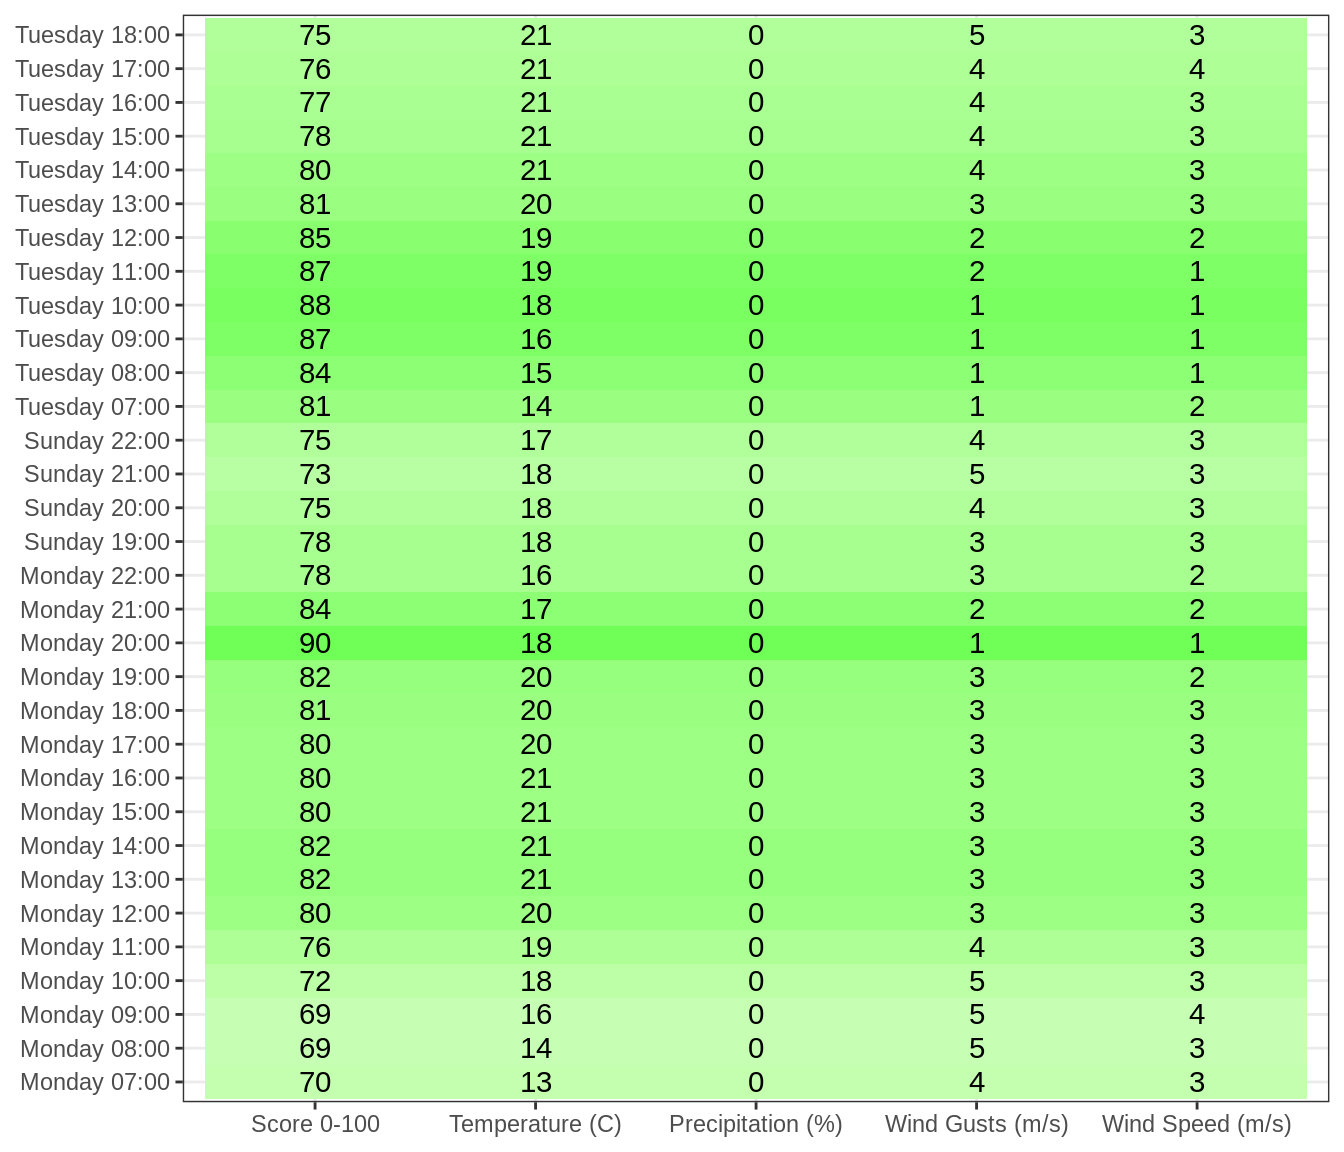 Tuesday 18:00 75 21 0 5 3
Tuesday 17:00 76 21 0 4 4
Tuesday 16:00 77 21 0 4 3
Tuesday 15:00 78 21 0 4 3
Tuesday 14:00 80 21 0 4 3
Tuesday 13:00 81 20 0 3 3
Tuesday 12:00 85 19 0 2 2
Tuesday 11:00 87 19 0 2 1
Tuesday 10:00 88 18 0 1 1
Tuesday 09:00 87 16 0 1 1
Tuesday 08:00 84 15 0 1 1
Tuesday 07:00 81 14 0 1 2
Sunday 22:00 75 17 0 4 3
Sunday 21:00 73 18 0 5 3
Sunday 20:00 75 18 0 4 3
Sunday 19:00 78 18 0 3 3
Monday 22:00 78 16 0 3 2
Monday 21:00 84 17 0 2 2
Monday 20:00 90 18 0 1 1
Monday 19:00 82 20 0 3 2
Monday 18:00 81 20 0 3 3
Monday 17:00 80 20 0 3 3
Monday 16:00 80 21 0 3 3
Monday 15:00 80 21 0 3 3
Monday 14:00 82 21 0 3 3
Monday 13:00 82 21 0 3 3
Monday 12:00 80 20 0 3 3
Monday 11:00 76 19 0 4 3
Monday 10:00 72 18 0 5 3
Monday 09:00 69 16 0 5 4
Monday 08:00 69 14 0 5 3
Monday 07:00 70 13 0 4 3
Score 0-100 Temperature (C) Precipitation (%) Wind Gusts (m/s) Wind Speed (m/s)